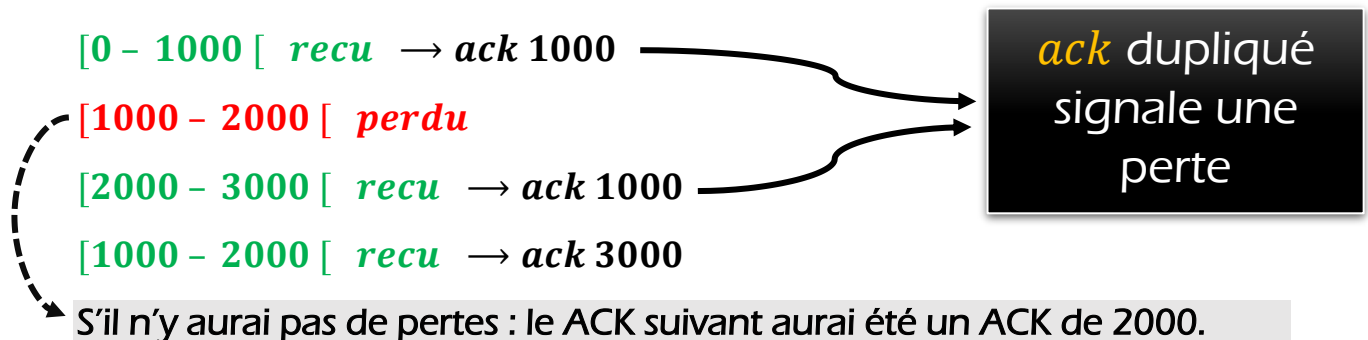 [0 – 1000 [ recu → ack 1000
[1000 – 2000 [ perdu
[2000 – 3000 [ recu → ack 1000
[1000 – 2000 [ recu → ack 3000
S'il n'y aurai pas de pertes : le ACK suivant aurai été un ACK de 2000.
ack dupliqué
signale une
perte